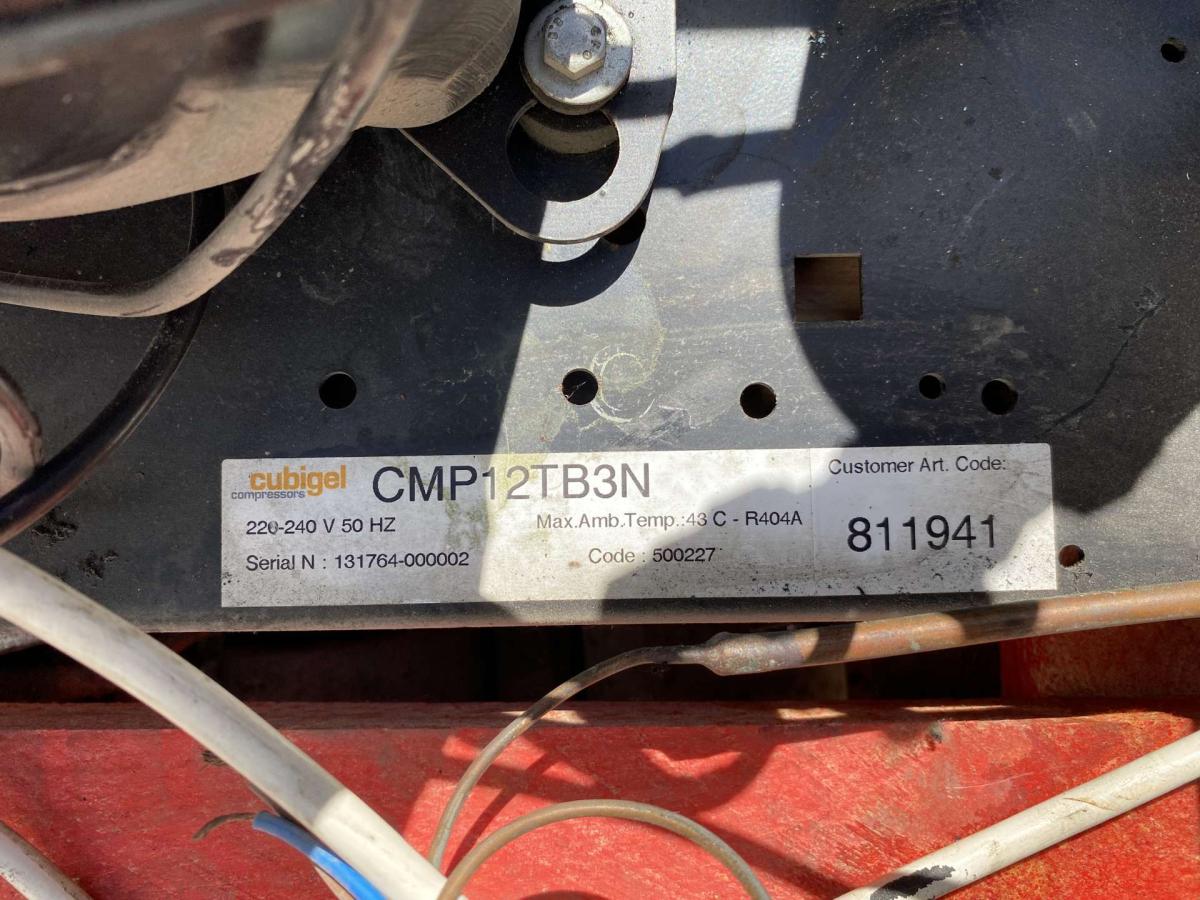 cubigel
compressors
CMP12TB3N
220-240 V 50 HZ
Max.Amb.Temp.:43 C - R404A
Serial N : 131764-000002
Code : 500227
Customer Art. Code:
811941